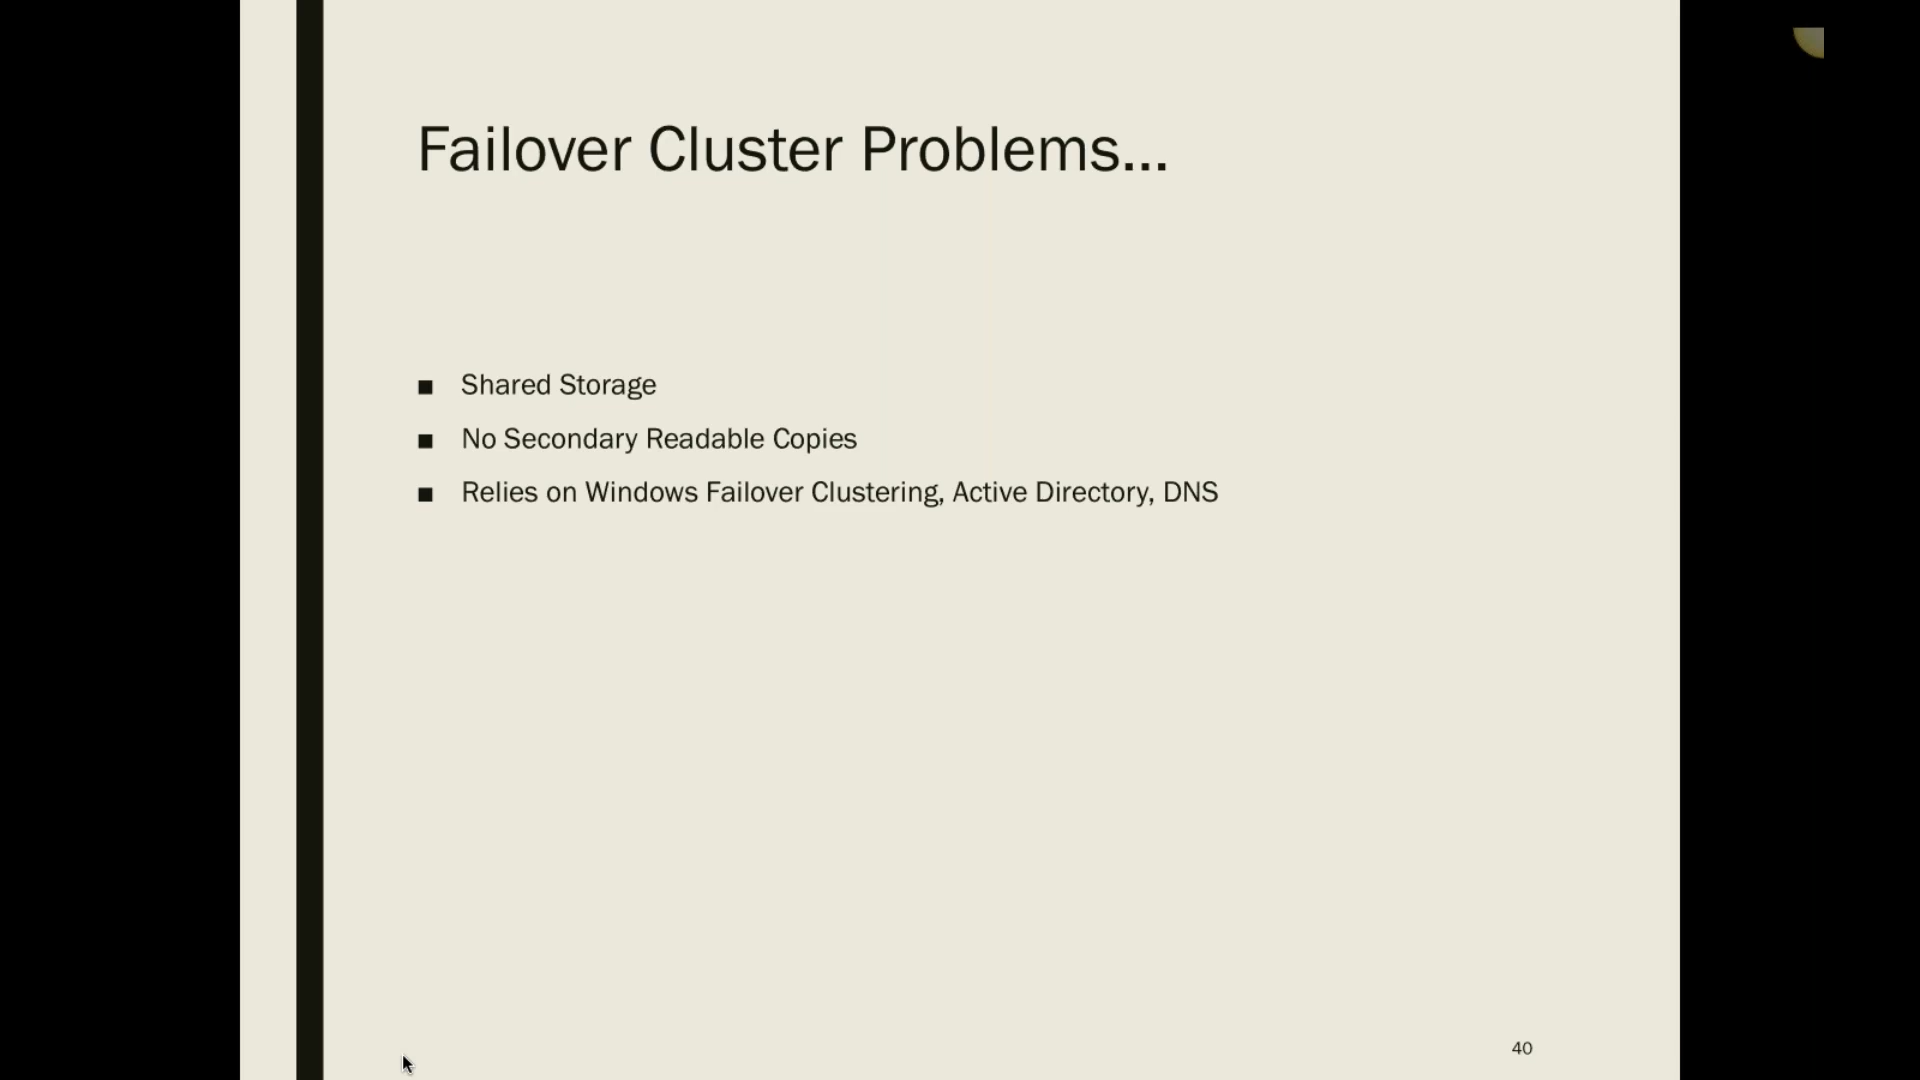 Failover Cluster Problems...
■ Shared Storage
■ No Secondary Readable Copies
■ Relies on Windows Failover Clustering, Active Directory, DNS
40